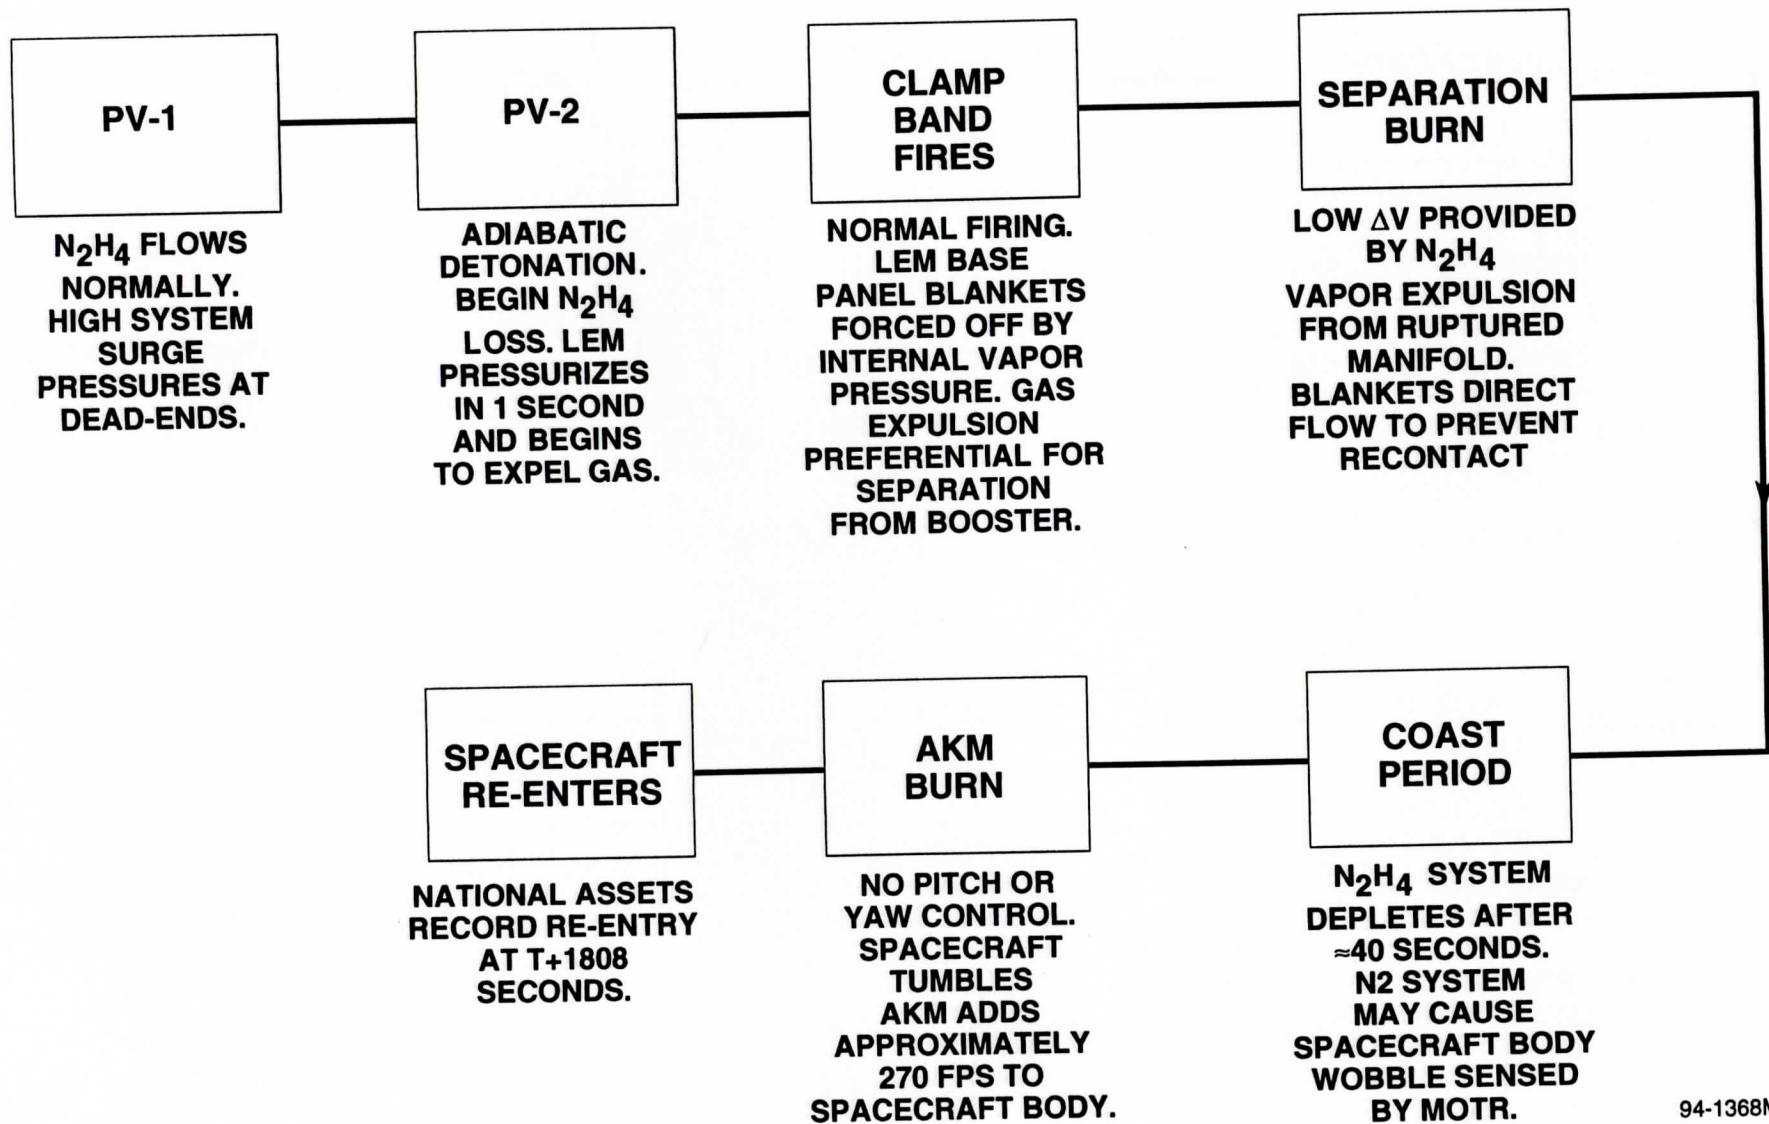 PV-1
N₂H₄ FLOWS
NORMALLY.
HIGH SYSTEM
SURGE
PRESSURES AT
DEAD-ENDS.
PV-2
ADIABATIC
DETONATION.
BEGIN N₂H₄
LOSS. LEM
PRESSURIZES
IN 1 SECOND
AND BEGINS
TO EXPEL GAS.
CLAMP
BAND
FIRES
NORMAL FIRING.
LEM BASE
PANEL BLANKETS
FORCED OFF BY
INTERNAL VAPOR
PRESSURE. GAS
EXPULSION
PREFERENTIAL FOR
SEPARATION
FROM BOOSTER.
SEPARATION
BURN
LOW ΔV PROVIDED
BY N₂H₄
VAPOR EXPULSION
FROM RUPTURED
MANIFOLD.
BLANKETS DIRECT
FLOW TO PREVENT
RECONTACT
COAST
PERIOD
N₂H₄ SYSTEM
DEPLETES AFTER
≈40 SECONDS.
N2 SYSTEM
MAY CAUSE
SPACECRAFT BODY
WOBBLE SENSED
BY MOTR.
AKM
BURN
NO PITCH OR
YAW CONTROL.
SPACECRAFT
TUMBLES
AKM ADDS
APPROXIMATELY
270 FPS TO
SPACECRAFT BODY.
SPACECRAFT
RE-ENTERS
NATIONAL ASSETS
RECORD RE-ENTRY
AT T+1808
SECONDS.
94-1368M